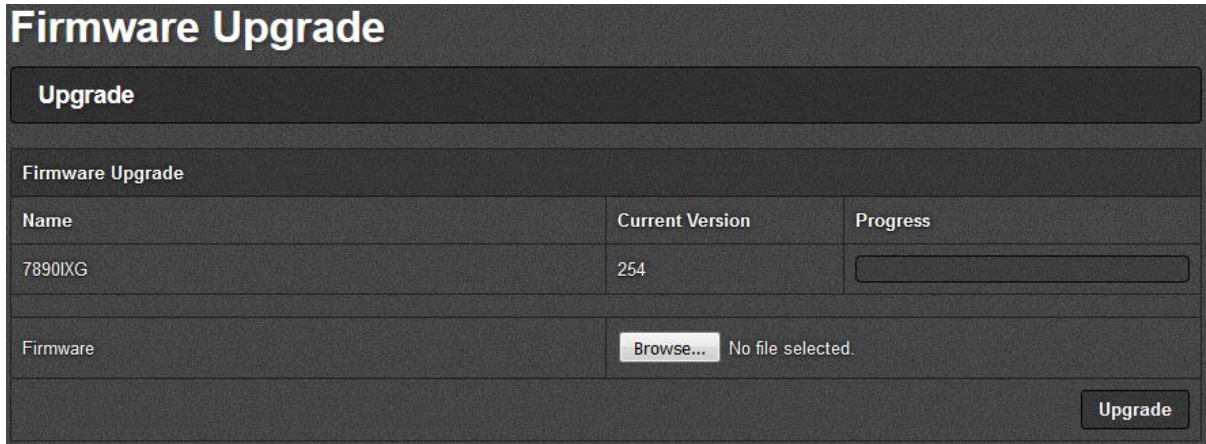 Firmware Upgrade
Upgrade
Firmware Upgrade
Name Current Version Progress
7890IXG 254
Firmware Browse... No file selected.
Upgrade